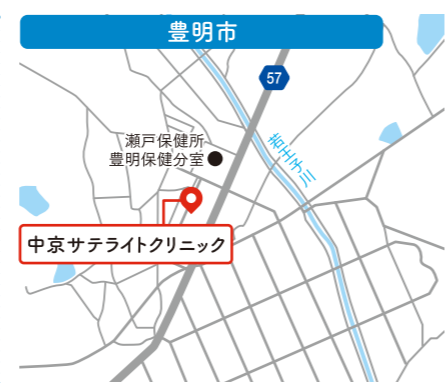 豊明市
57
瀬戸保健所
豊明保健分室
若王子川
中京サテライトクリニック